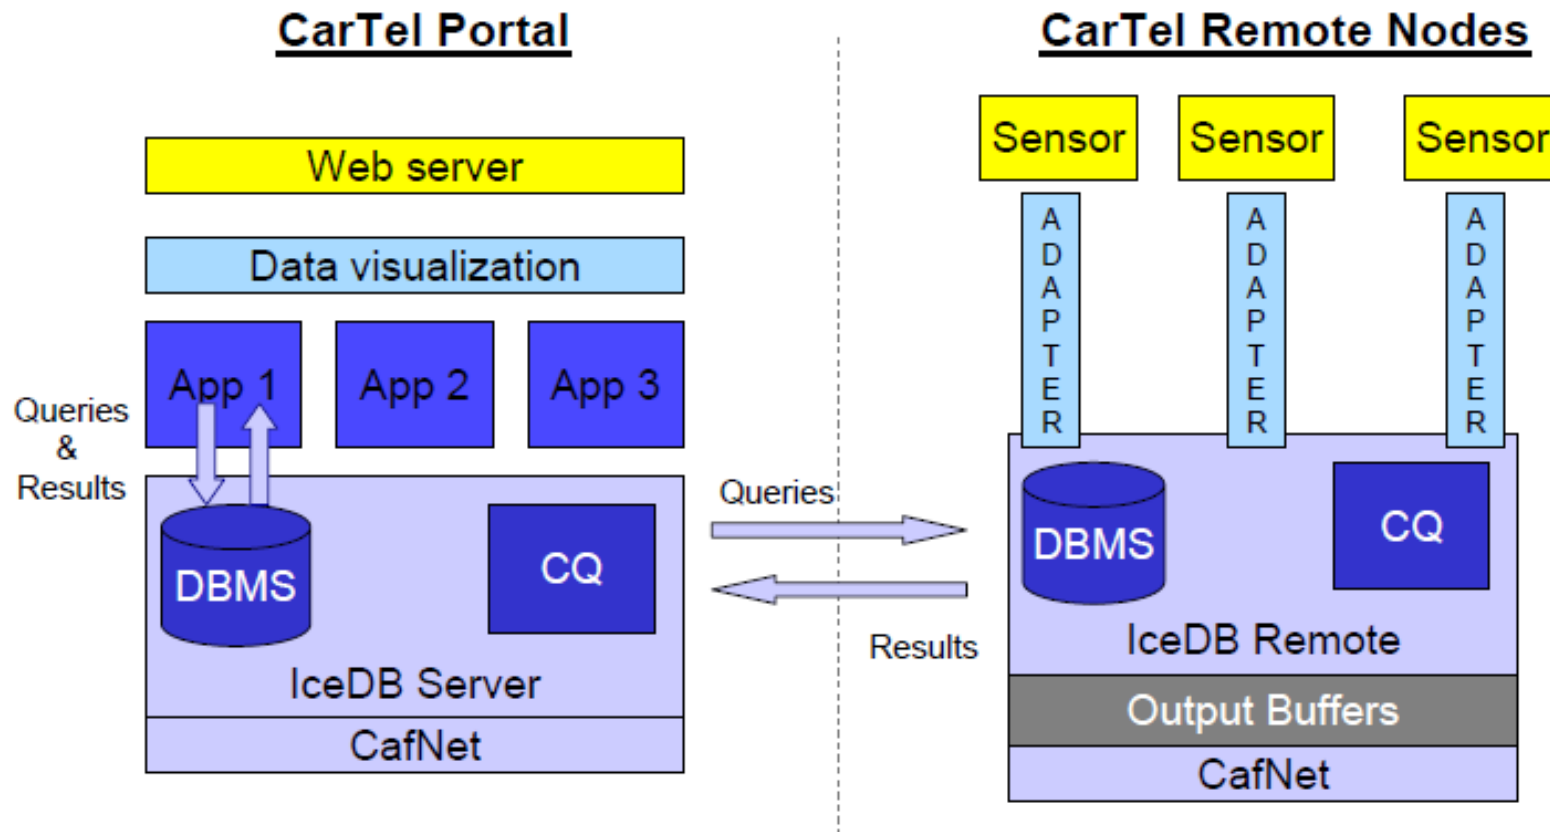 CarTel Portal
Web server
Data visualization
App 1
App 2
App 3
Queries
&
Results
DBMS
CQ
IceDB Server
CafNet
Queries
Results
CarTel Remote Nodes
Sensor
Sensor
Sensor
ADAPTER
ADAPTER
ADAPTER
DBMS
CQ
IceDB Remote
Output Buffers
CafNet